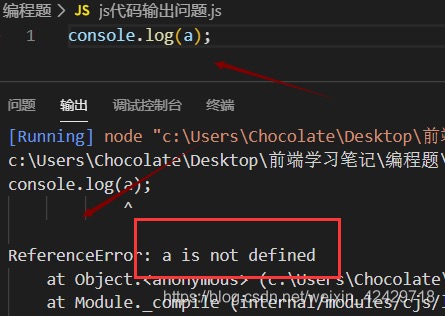 编程题 > JS js代码输出问题.js
1 console.log(a);
问题 输出 调试控制台 终端
[Running] node "c:\Users\Chocolate\Desktop\前
c:\Users\Chocolate\Desktop\前端学习笔记\编程题\
console.log(a);
^
ReferenceError: a is not defined
at Object.<anonymous> (c:\Users\Chocolate\
at Module._compile (internal/modules/cjs/l
https://blog.csdn.net/weixin_42429718